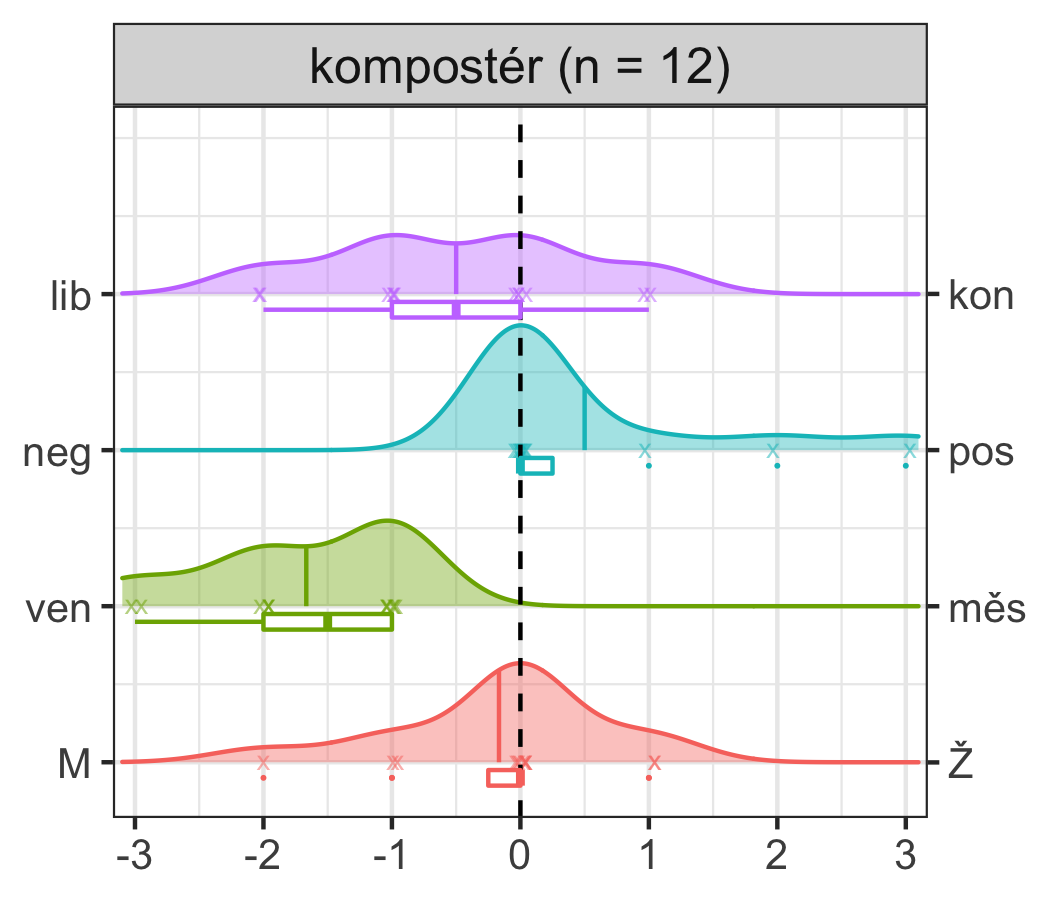 kompostér (n = 12)
lib kon
neg pos
ven měs
M Ž
-3 -2 -1 0 1 2 3